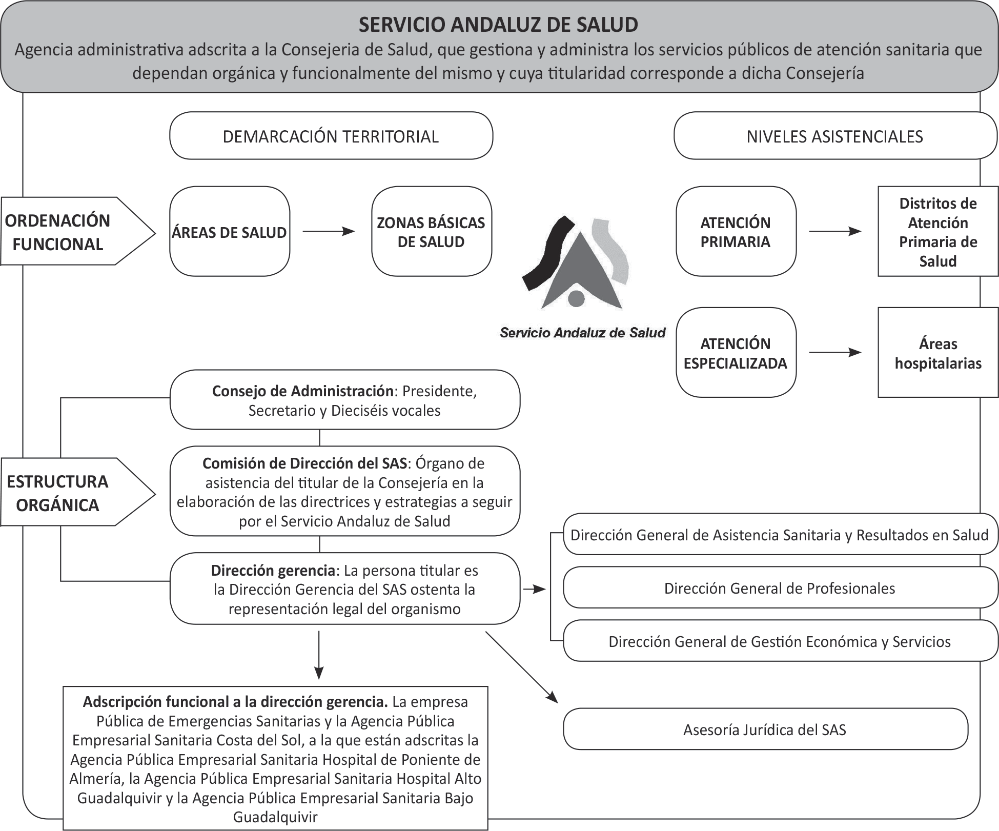 SERVICIO ANDALUZ DE SALUD
Agencia administrativa adscrita a la Consejeria de Salud, que gestiona y administra los servicios públicos de atención sanitaria que
dependan orgánica y funcionalmente del mismo y cuya titularidad corresponde a dicha Consejería
DEMARCACIÓN TERRITORIAL
NIVELES ASISTENCIALES
ORDENACIÓN
FUNCIONAL
ÁREAS DE SALUD
ZONAS BÁSICAS
DE SALUD
ATENCIÓN
PRIMARIA
Distritos de
Atención
Primaria de
Salud
Servicio Andaluz de Salud
ATENCIÓN
ESPECIALIZADA
Áreas
hospitalarias
ESTRUCTURA
ORGÁNICA
Consejo de Administración: Presidente,
Secretario y Dieciséis vocales
Comisión de Dirección del SAS: Órgano de
asistencia del titular de la Consejería en la
elaboración de las directrices y estrategias a seguir
por el Servicio Andaluz de Salud
Dirección gerencia: La persona titular es
la Dirección Gerencia del SAS ostenta la
representación legal del organismo
Dirección General de Asistencia Sanitaria y Resultados en Salud
Dirección General de Profesionales
Dirección General de Gestión Económica y Servicios
Asesoría Jurídica del SAS
Adscripción funcional a la dirección gerencia. La empresa
Pública de Emergencias Sanitarias y la Agencia Pública
Empresarial Sanitaria Costa del Sol, a la que están adscritas la
Agencia Pública Empresarial Sanitaria Hospital de Poniente de
Almería, la Agencia Pública Empresarial Sanitaria Hospital Alto
Guadalquivir y la Agencia Pública Empresarial Sanitaria Bajo
Guadalquivir